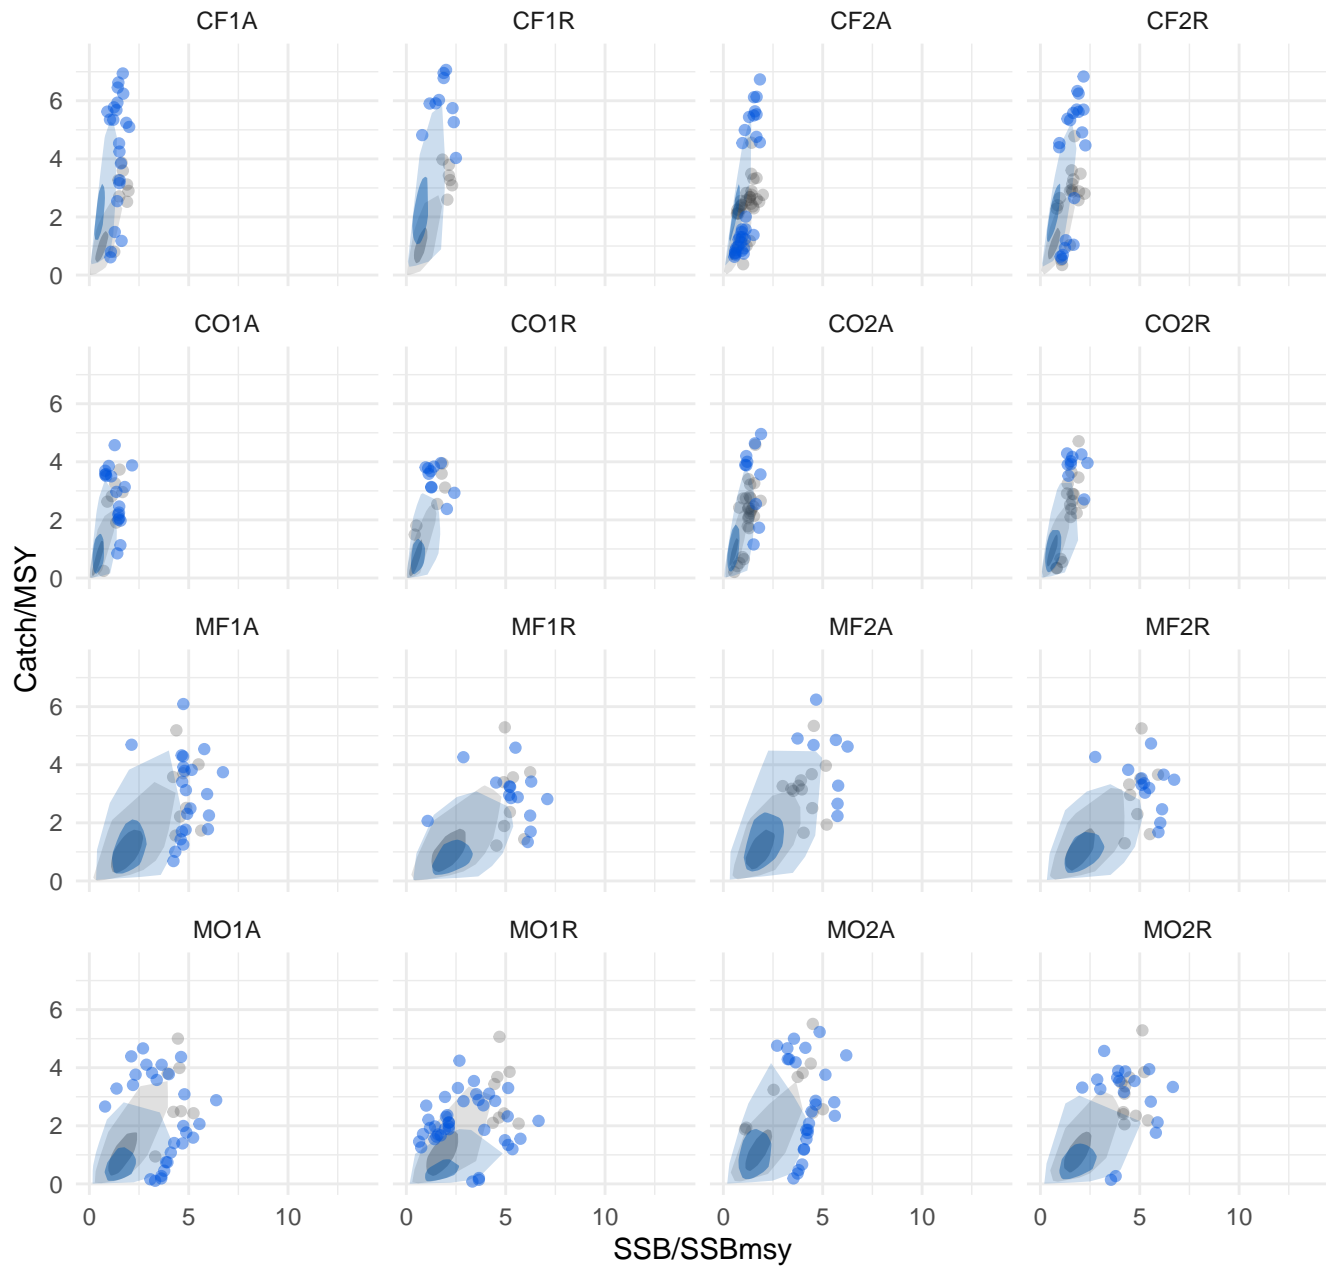 CF1A CF1R CF2A CF2R
6
4
2
0
CO1A CO1R CO2A CO2R
6
4
2
0
Catch/MSY
MF1A MF1R MF2A MF2R
6
4
2
0
MO1A MO1R MO2A MO2R
6
4
2
0
0 5 10 0 5 10 0 5 10 0 5 10
SSB/SSBmsy